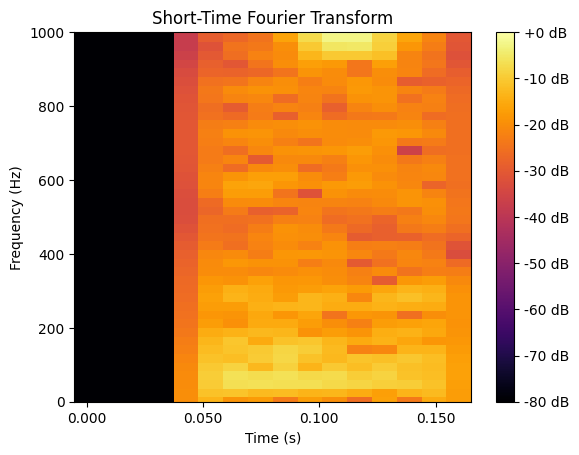 Short-Time Fourier Transform
1000
800
600
400
200
0
Frequency (Hz)
0.000
0.050
0.100
0.150
Time (s)
+0 dB
-10 dB
-20 dB
-30 dB
-40 dB
-50 dB
-60 dB
-70 dB
-80 dB